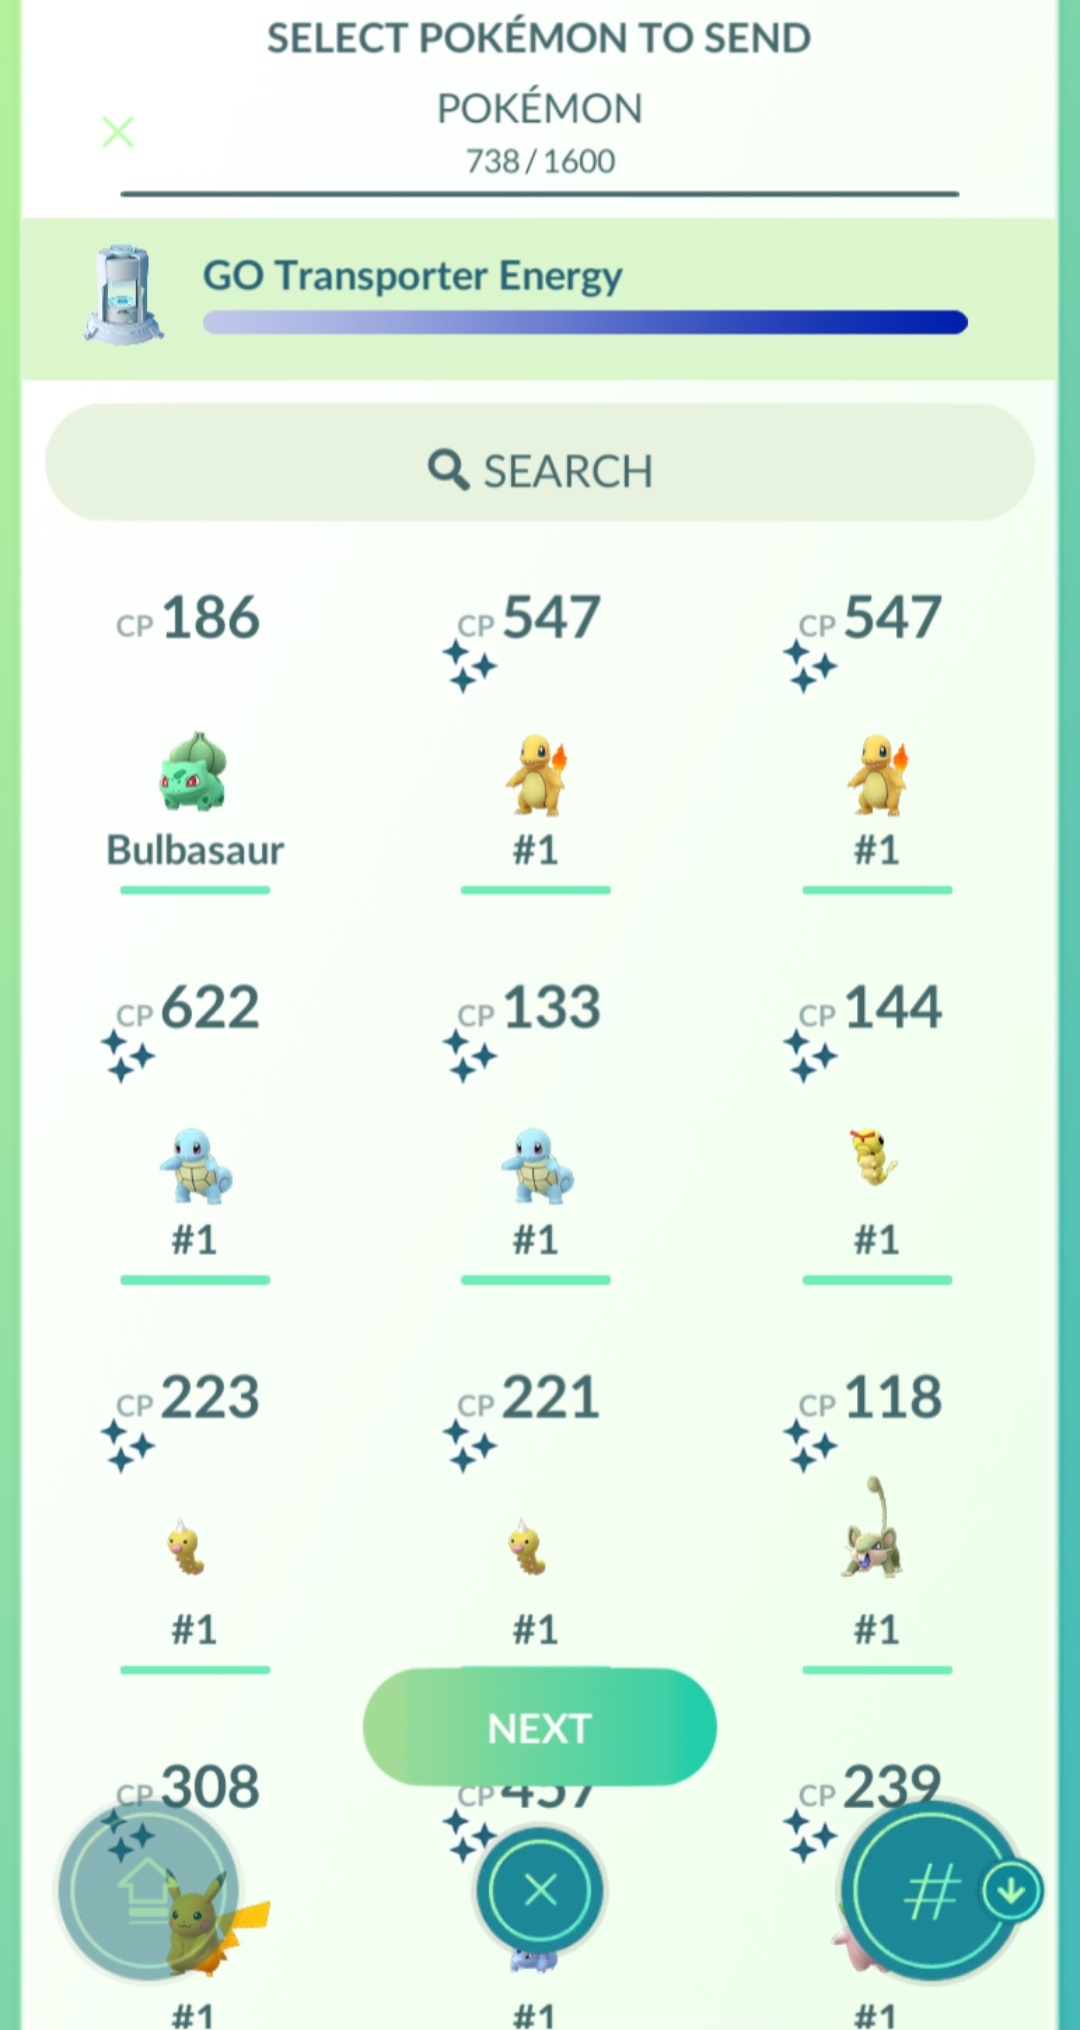 SELECT POKÉMON TO SEND
POKÉMON
738 / 1600
GO Transporter Energy
SEARCH
CP 186
CP 547
CP 547
Bulbasaur
#1
#1
CP 622
CP 133
CP 144
#1
#1
#1
CP 223
CP 221
CP 118
#1
#1
#1
NEXT
CP 308
CP 457
CP 239
#
#1
#1
#1